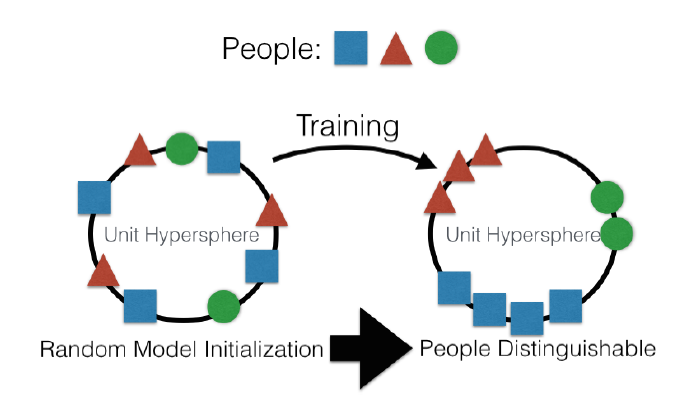 People:
Training
Unit Hypersphere
Unit Hypersphere
Random Model Initialization
People Distinguishable